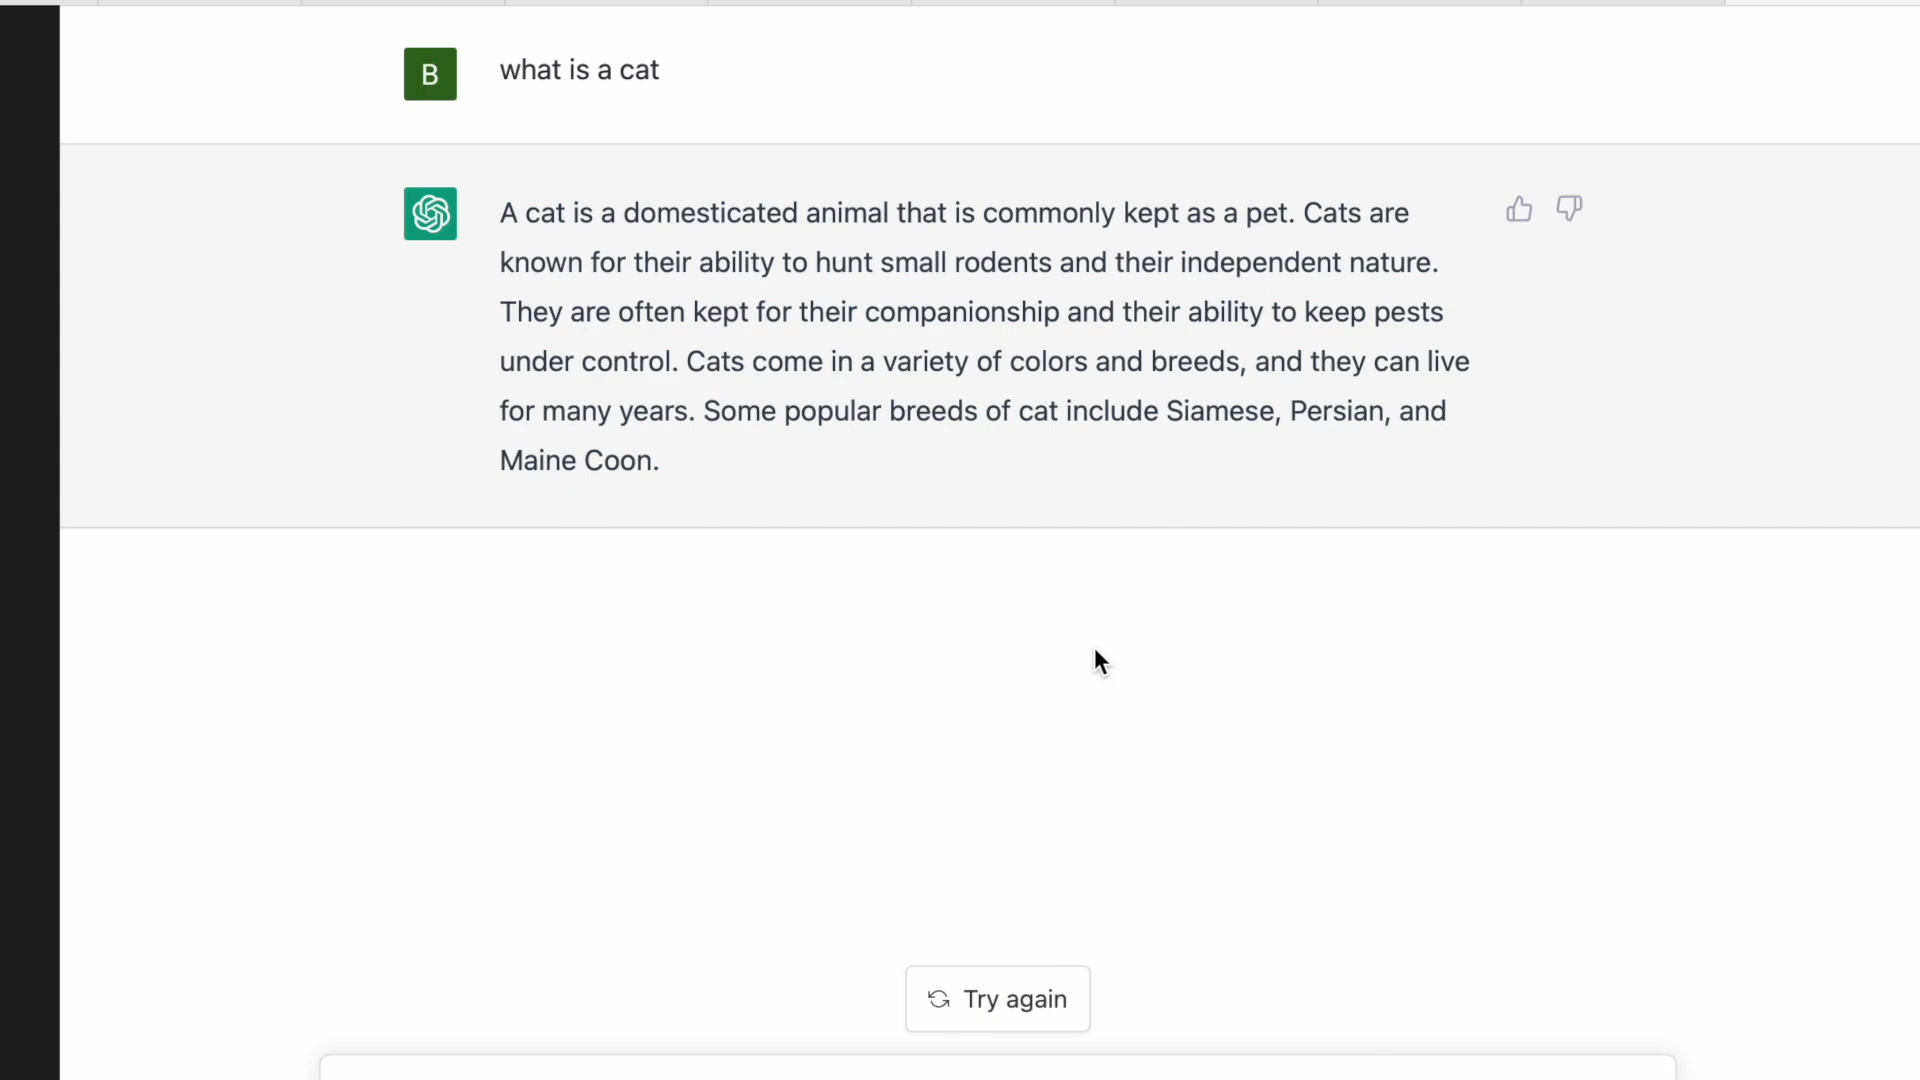 B
what is a cat
A cat is a domesticated animal that is commonly kept as a pet. Cats are
known for their ability to hunt small rodents and their independent nature.
They are often kept for their companionship and their ability to keep pests
under control. Cats come in a variety of colors and breeds, and they can live
for many years. Some popular breeds of cat include Siamese, Persian, and
Maine Coon.
Try again